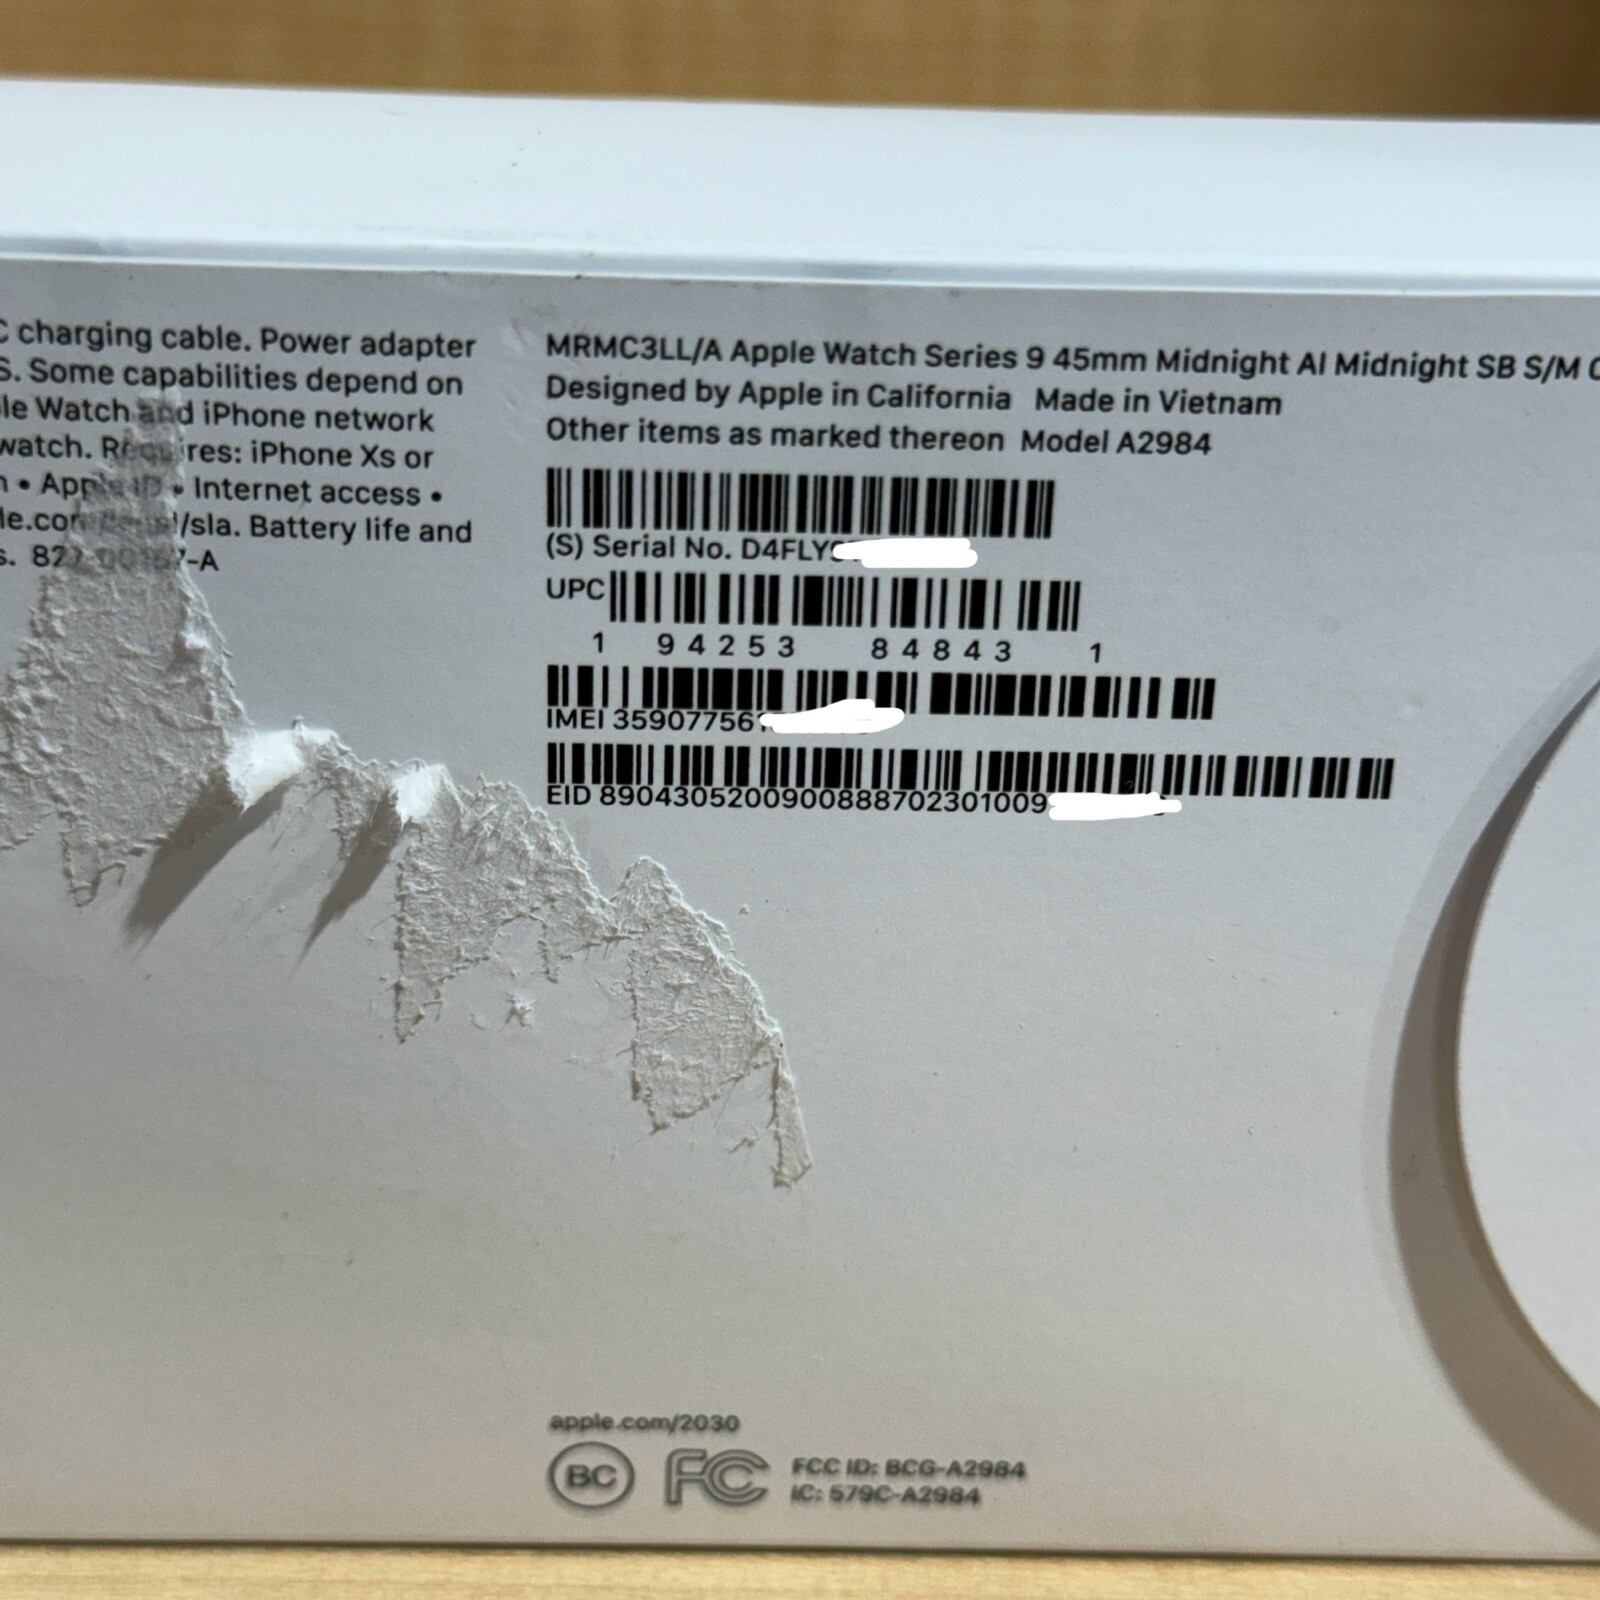 C charging cable. Power adapter
S. Some capabilities depend on
le Watch and iPhone network
watch. Requires: iPhone Xs or
n • Apple ID • Internet access •
le.com/legal/sla. Battery life and
s. 827-00167-A
MRMC3LL/A Apple Watch Series 9 45mm Midnight Al Midnight SB S/M C
Designed by Apple in California Made in Vietnam
Other items as marked thereon Model A2984
(S) Serial No. D4FLY
UPC
1 94253 84843 1
IMEI 35907756
EID 8904305200900888702301009
apple.com/2030
BC FC FCC ID: BCG-A2984
IC: 579C-A2984